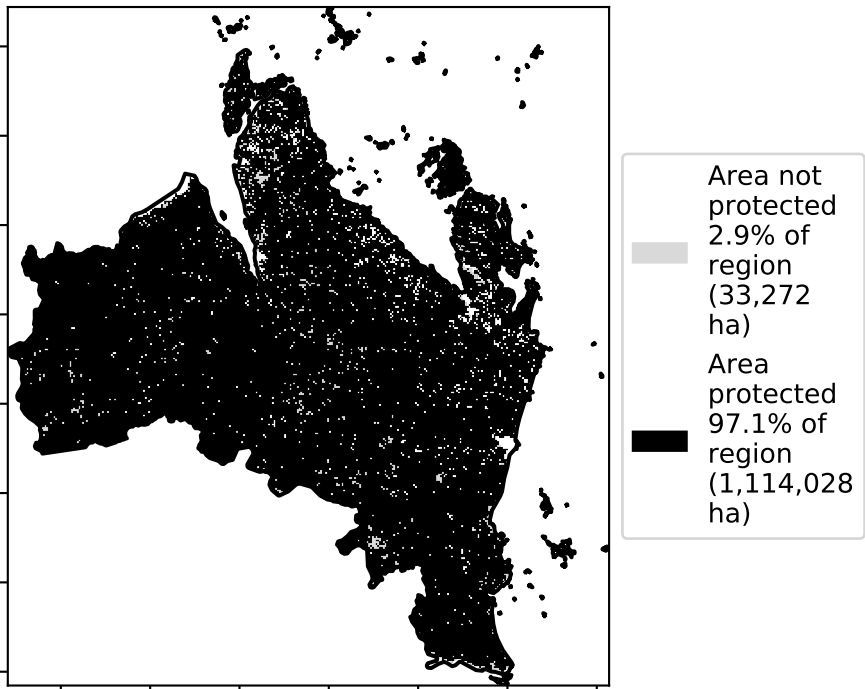 Area not
protected
2.9% of
region
(33,272
ha)
Area
protected
97.1% of
region
(1,114,028
ha)